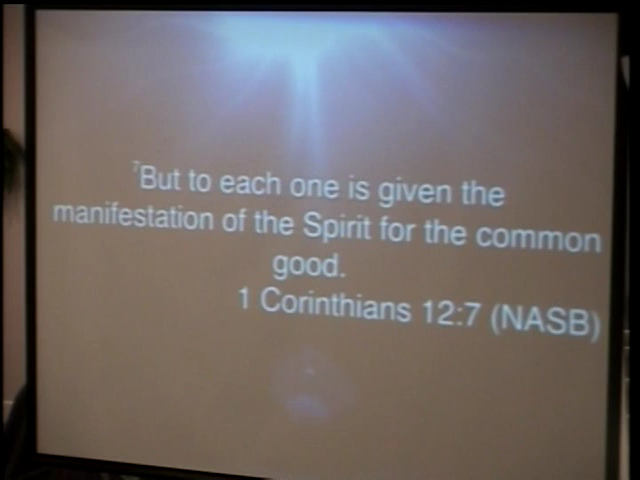 ⁷But to each one is given the
manifestation of the Spirit for the common
good.
1 Corinthians 12:7 (NASB)